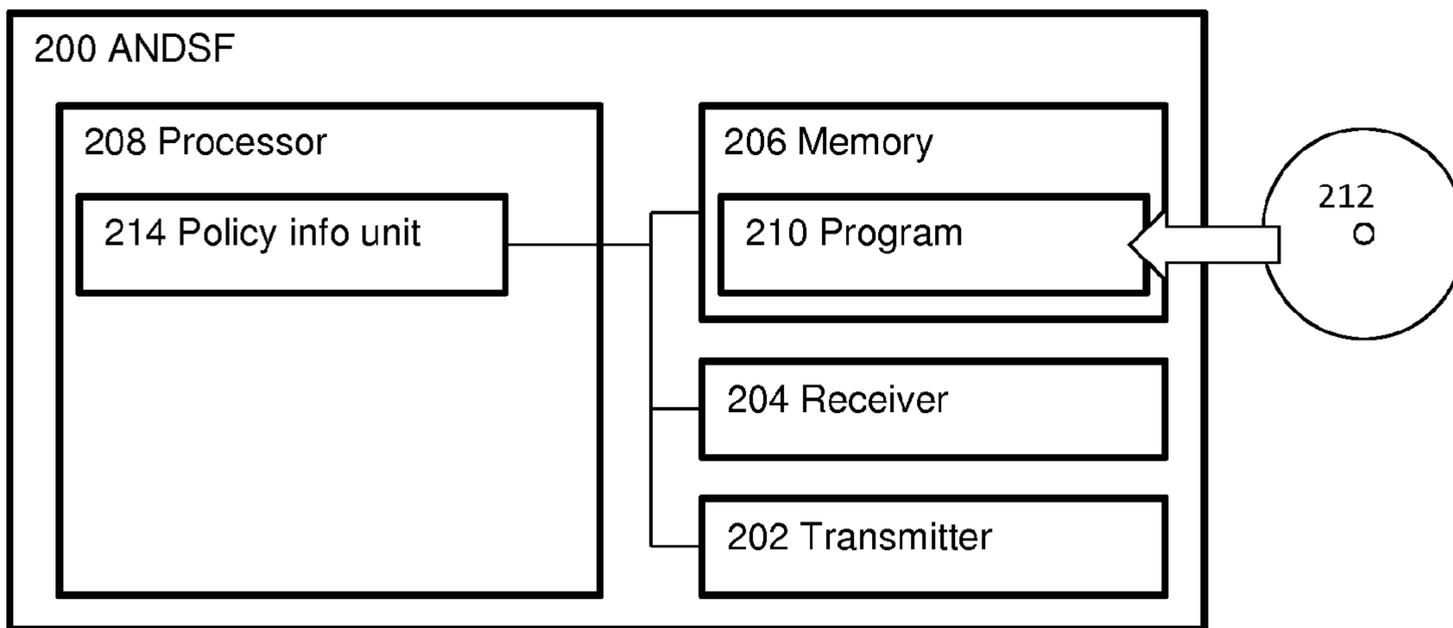 200 ANDSF
208 Processor
206 Memory
212
214 Policy info unit
210 Program
204 Receiver
202 Transmitter